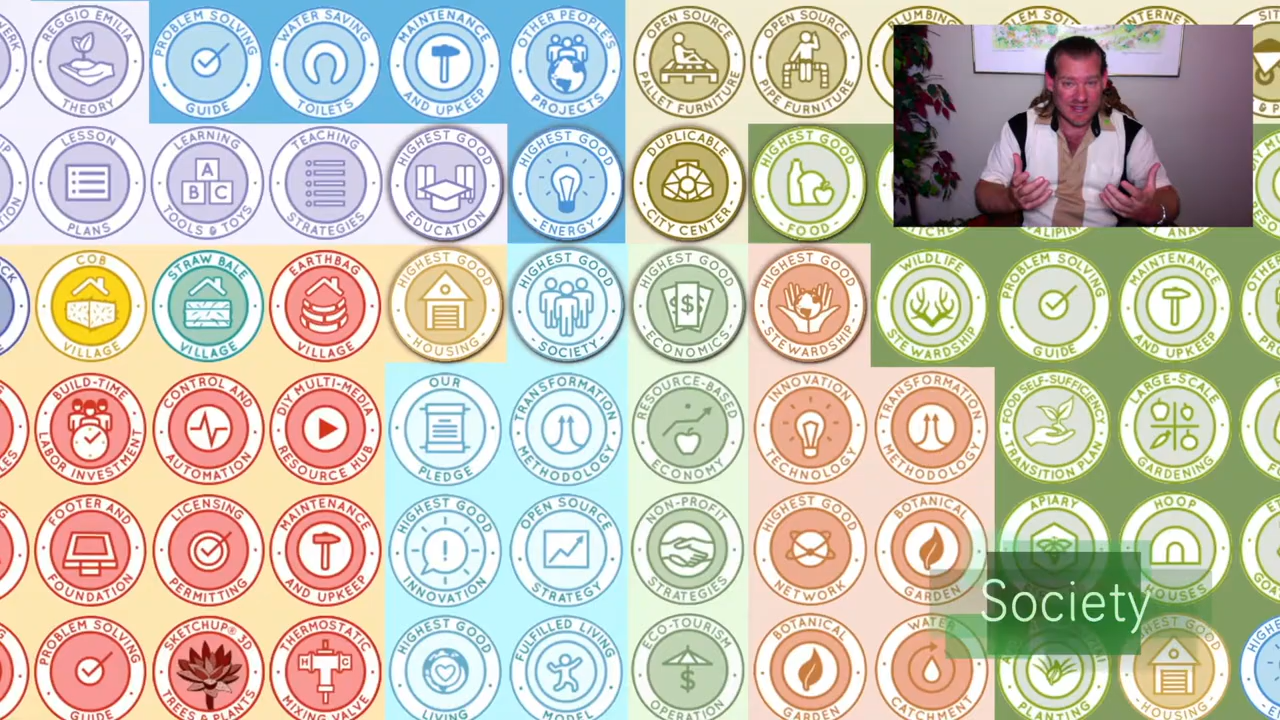 REGGIO EMILIA THEORY
PROBLEM SOLVING GUIDE
WATER SAVING TOILETS
MAINTENANCE AND UPKEEP
OTHER PEOPLE'S PROJECTS
OPEN SOURCE PALLET FURNITURE
OPEN SOURCE PIPE FURNITURE
PLUMBING
LESSON PLANS
LEARNING TOOLS & TOYS
A B C
TEACHING STRATEGIES
HIGHEST GOOD EDUCATION
HIGHEST GOOD ENERGY
DUPLICABLE CITY CENTER
HIGHEST GOOD FOOD
COB VILLAGE
STRAW BALE VILLAGE
EARTHBAG VILLAGE
HIGHEST GOOD HOUSING
HIGHEST GOOD SOCIETY
HIGHEST GOOD ECONOMICS
$
HIGHEST GOOD STEWARDSHIP
WILDLIFE STEWARDSHIP
PROBLEM SOLVING GUIDE
MAINTENANCE AND UPKEEP
BUILD-TIME LABOR INVESTMENT
CONTROL AND AUTOMATION
DIY MULTI-MEDIA RESOURCE HUB
OUR PLEDGE
TRANSFORMATION METHODOLOGY
RESOURCE-BASED ECONOMY
INNOVATION TECHNOLOGY
TRANSFORMATION METHODOLOGY
FOOD SELF-SUFFICIENCY TRANSITION PLAN
LARGE-SCALE GARDENING
FOOTER AND FOUNDATION
LICENSING PERMITTING
MAINTENANCE AND UPKEEP
HIGHEST GOOD INNOVATION
OPEN SOURCE STRATEGY
NON-PROFIT STRATEGIES
HIGHEST GOOD NETWORK
BOTANICAL GARDEN
APIARY
HOOP HOUSES
Society
PROBLEM SOLVING GUIDE
SKETCHUP® 3D TREES & PLANTS
THERMOSTATIC MIXING VALVE
H C
HIGHEST GOOD LIVING
FULFILLED LIVING MODEL
ECO-TOURISM OPERATION
$
BOTANICAL GARDEN
WATER CATCHMENT
PLANTING
HIGHEST GOOD HOUSING